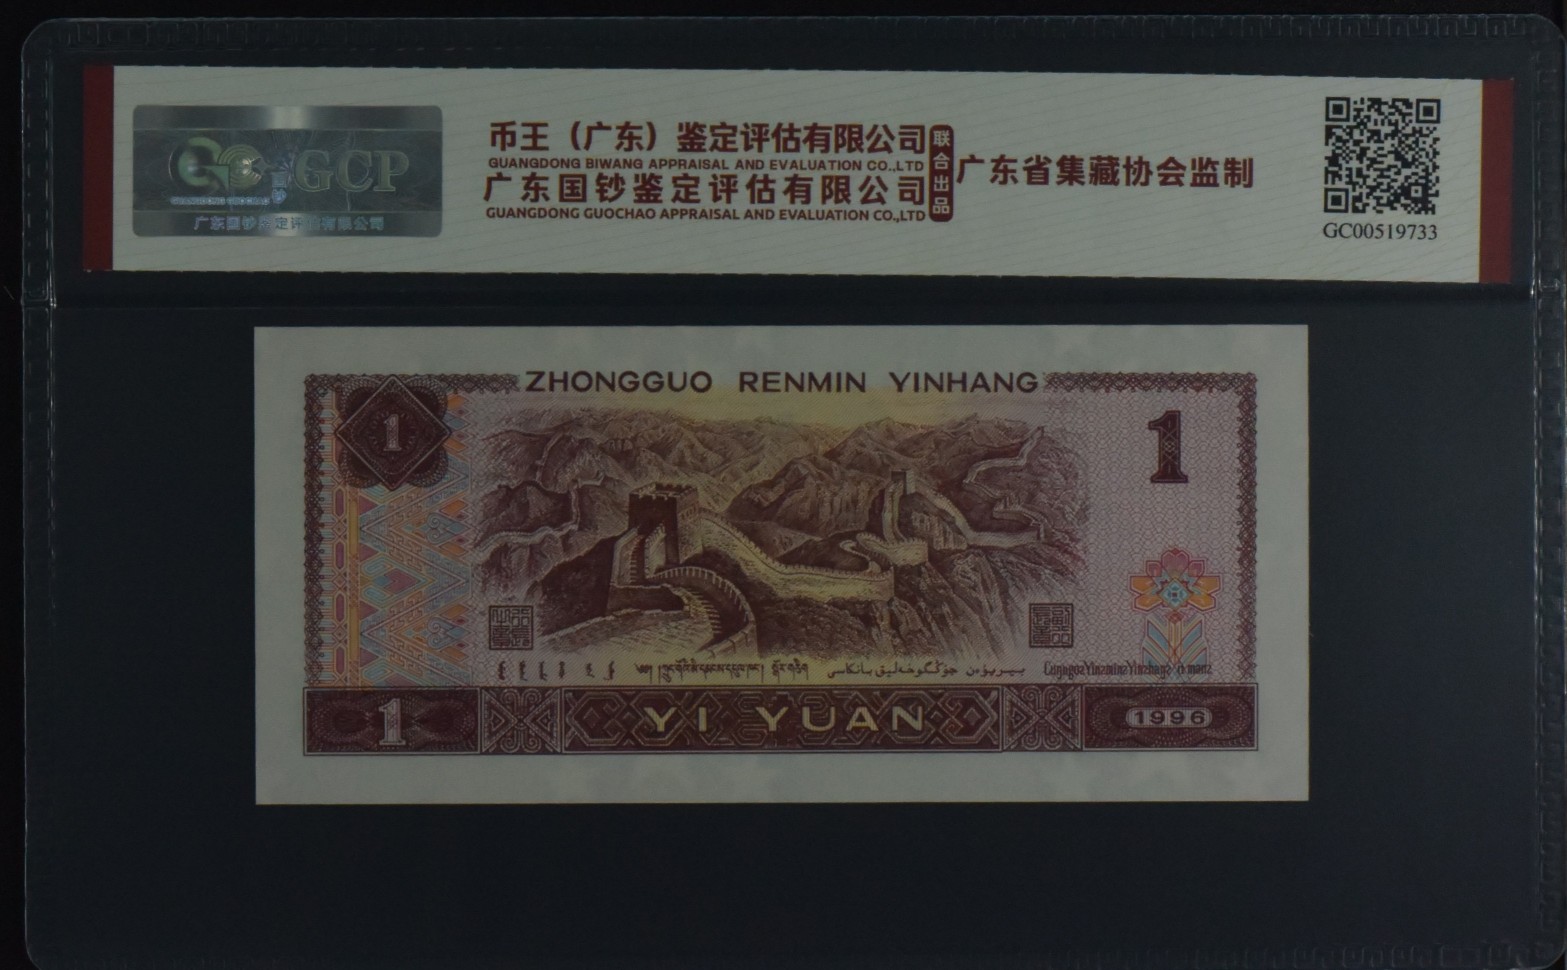 GCP
广东国钞鉴定评估有限公司
币王（广东）鉴定评估有限公司
GUANGDONG BIWANG APPRAISAL AND EVALUATION CO.,LTD
广东国钞鉴定评估有限公司
GUANGDONG GUOCHAO APPRAISAL AND EVALUATION CO.,LTD
联合出品
广东省集藏协会监制
GC00519733
ZHONGGUO RENMIN YINHANG
1
1
1
YI YUAN
1996